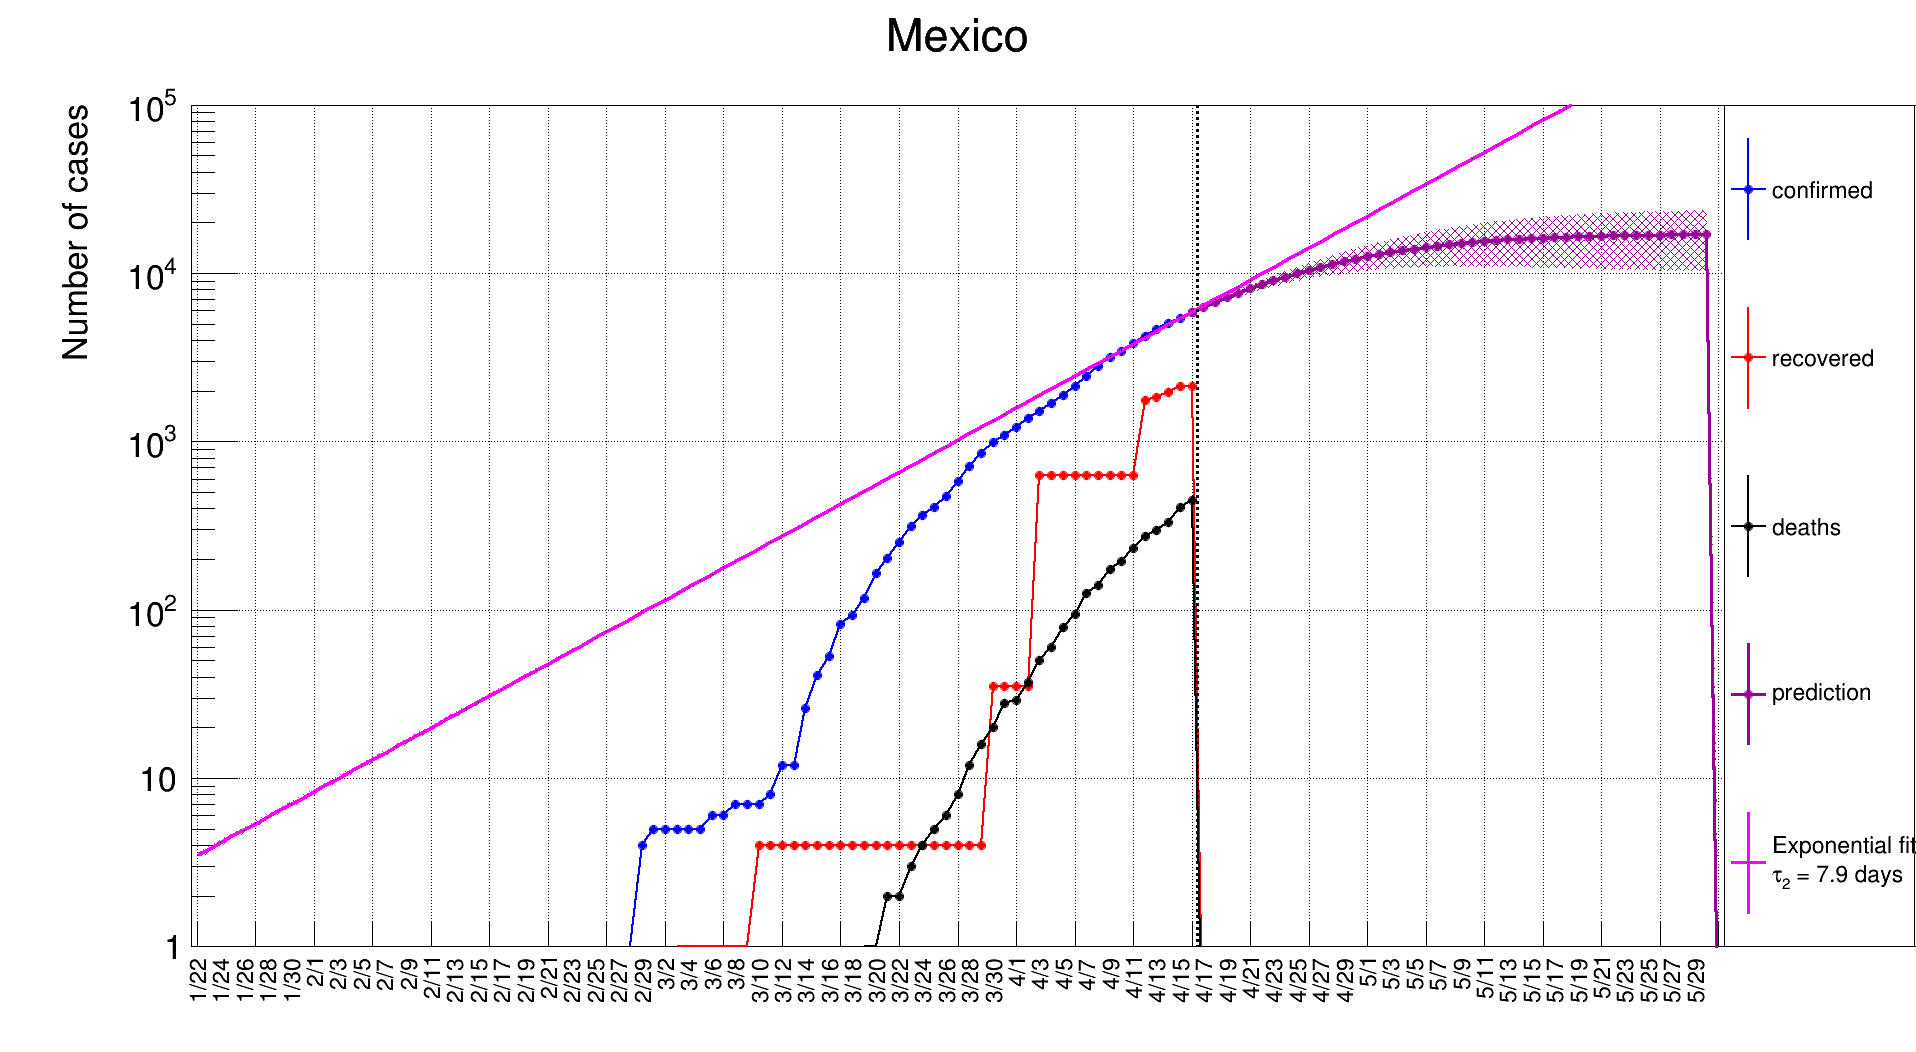 Mexico
Number of cases
10^5
10^4
10^3
10^2
10
1
1/22 1/24 1/26 1/28 1/30 2/1 2/3 2/5 2/7 2/9 2/11 2/13 2/15 2/17 2/19 2/21 2/23 2/25 2/27 2/29 3/2 3/4 3/6 3/8 3/10 3/12 3/14 3/16 3/18 3/20 3/22 3/24 3/26 3/28 3/30 4/1 4/3 4/5 4/7 4/9 4/11 4/13 4/15 4/17 4/19 4/21 4/23 4/25 4/27 4/29 5/1 5/3 5/5 5/7 5/9 5/11 5/13 5/15 5/17 5/19 5/21 5/23 5/25 5/27 5/29
confirmed
recovered
deaths
prediction
Exponential fit
τ₂ = 7.9 days